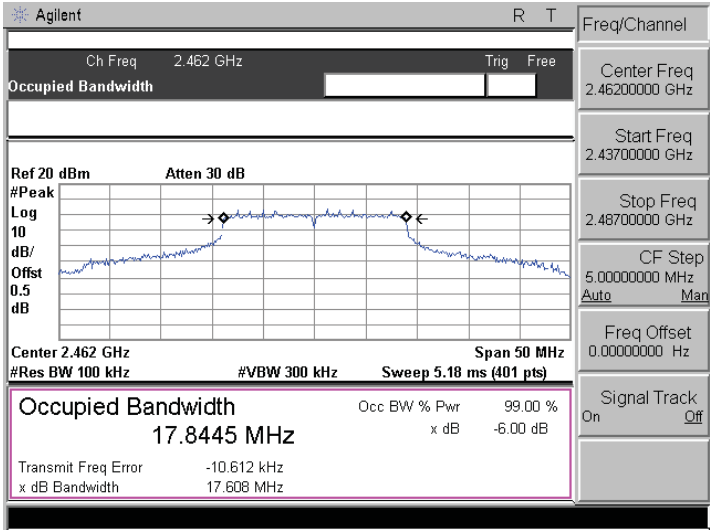 Agilent R T
Ch Freq 2.462 GHz Trig Free
Occupied Bandwidth
Ref 20 dBm Atten 30 dB
#Peak
Log
10
dB/
Offst
0.5
dB
Center 2.462 GHz Span 50 MHz
#Res BW 100 kHz #VBW 300 kHz Sweep 5.18 ms (401 pts)
Occupied Bandwidth Occ BW % Pwr 99.00 %
17.8445 MHz x dB -6.00 dB
Transmit Freq Error -10.612 kHz
x dB Bandwidth 17.608 MHz
Freq/Channel
Center Freq
2.46200000 GHz
Start Freq
2.43700000 GHz
Stop Freq
2.48700000 GHz
CF Step
5.00000000 MHz
Auto Man
Freq Offset
0.00000000 Hz
Signal Track
On Off